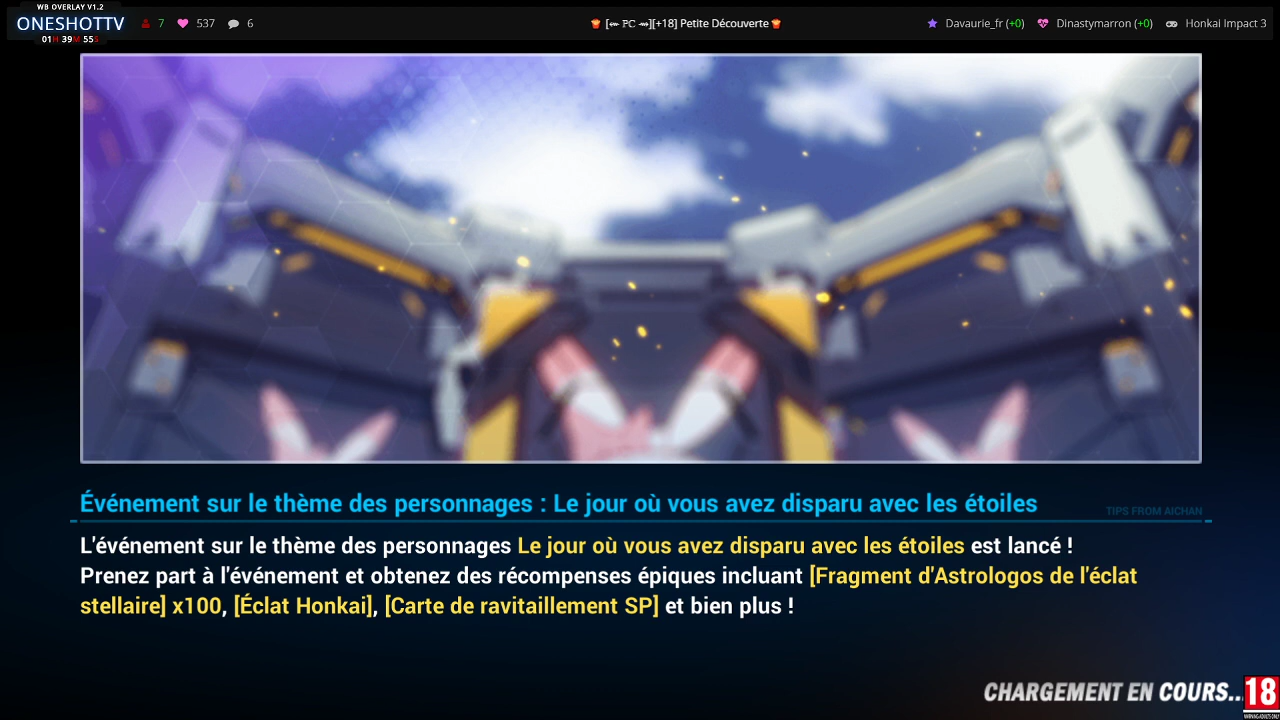 WB OVERLAY V1.2
ONESHOTTV
01H 39M 55S
7 537 6
[⇜ PC ⇝][+18] Petite Découverte
Davaurie_fr (+0) Dinastymarron (+0) Honkai Impact 3
Événement sur le thème des personnages : Le jour où vous avez disparu avec les étoiles
TIPS FROM AICHAN
L'événement sur le thème des personnages Le jour où vous avez disparu avec les étoiles est lancé !
Prenez part à l'événement et obtenez des récompenses épiques incluant [Fragment d'Astrologos de l'éclat
stellaire] x100, [Éclat Honkai], [Carte de ravitaillement SP] et bien plus !
CHARGEMENT EN COURS...
18